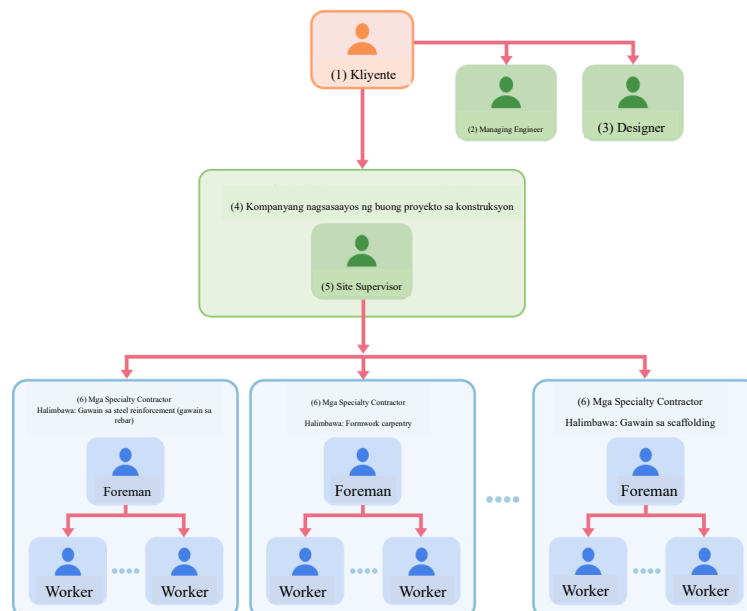 (1) Kliyente
(2) Managing Engineer
(3) Designer
(4) Kompanyang nagsasaayos ng buong proyekto sa konstruksyon
(5) Site Supervisor
(6) Mga Specialty Contractor
Halimbawa: Gawain sa steel reinforcement (gawain sa
rebar)
Foreman
Worker
Worker
(6) Mga Specialty Contractor
Halimbawa: Formwork carpentry
Foreman
Worker
Worker
(6) Mga Specialty Contractor
Halimbawa: Gawain sa scaffolding
Foreman
Worker
Worker